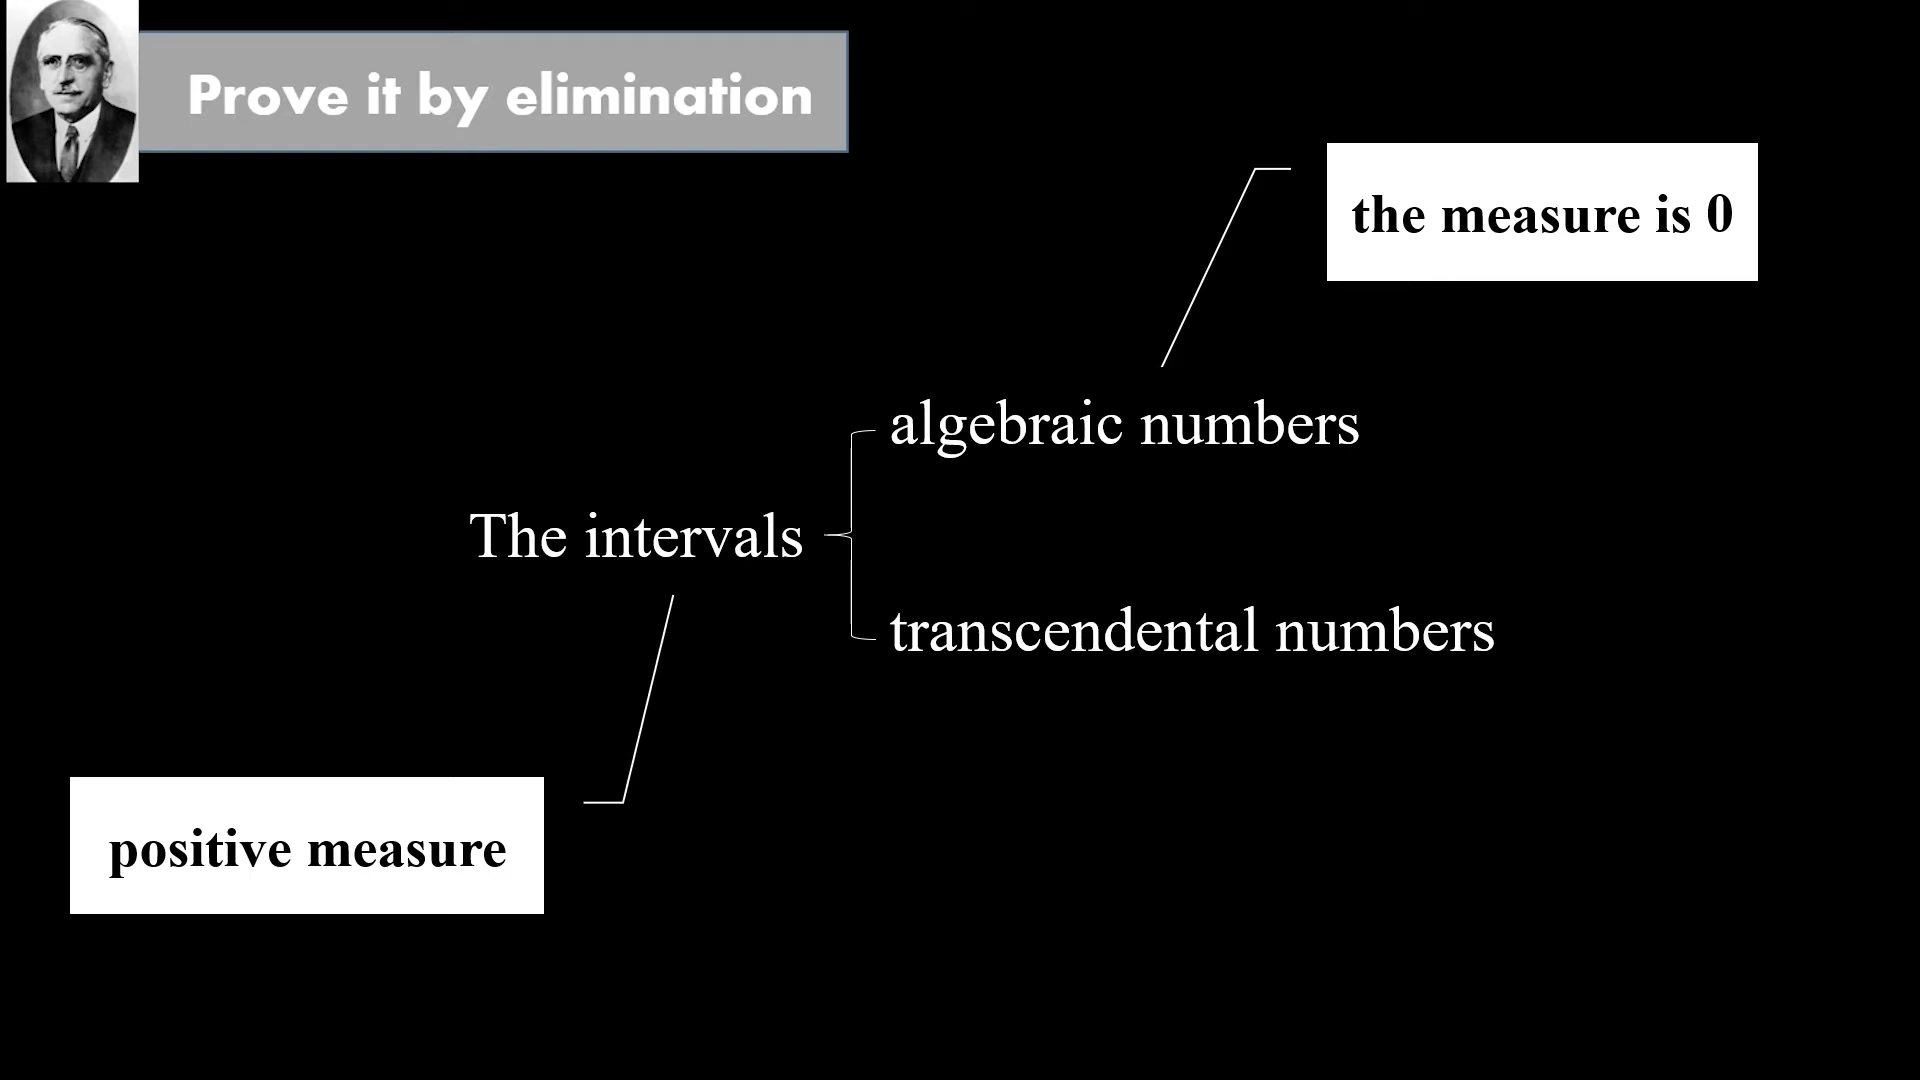 Prove it by elimination
the measure is 0
algebraic numbers
The intervals
transcendental numbers
positive measure